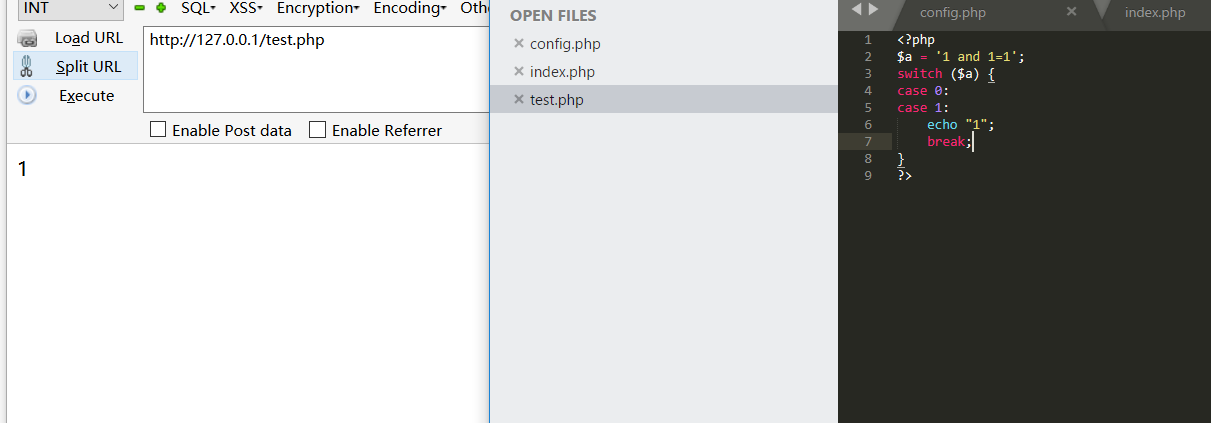 INT SQL XSS Encryption Encoding Oth
Load URL
Split URL
Execute
http://127.0.0.1/test.php
Enable Post data Enable Referrer
1
OPEN FILES
config.php
index.php
test.php
config.php index.php
1 <?php
2 $a = '1 and 1=1';
3 switch ($a) {
4 case 0:
5 case 1:
6 echo "1";
7 break;
8 }
9 ?>